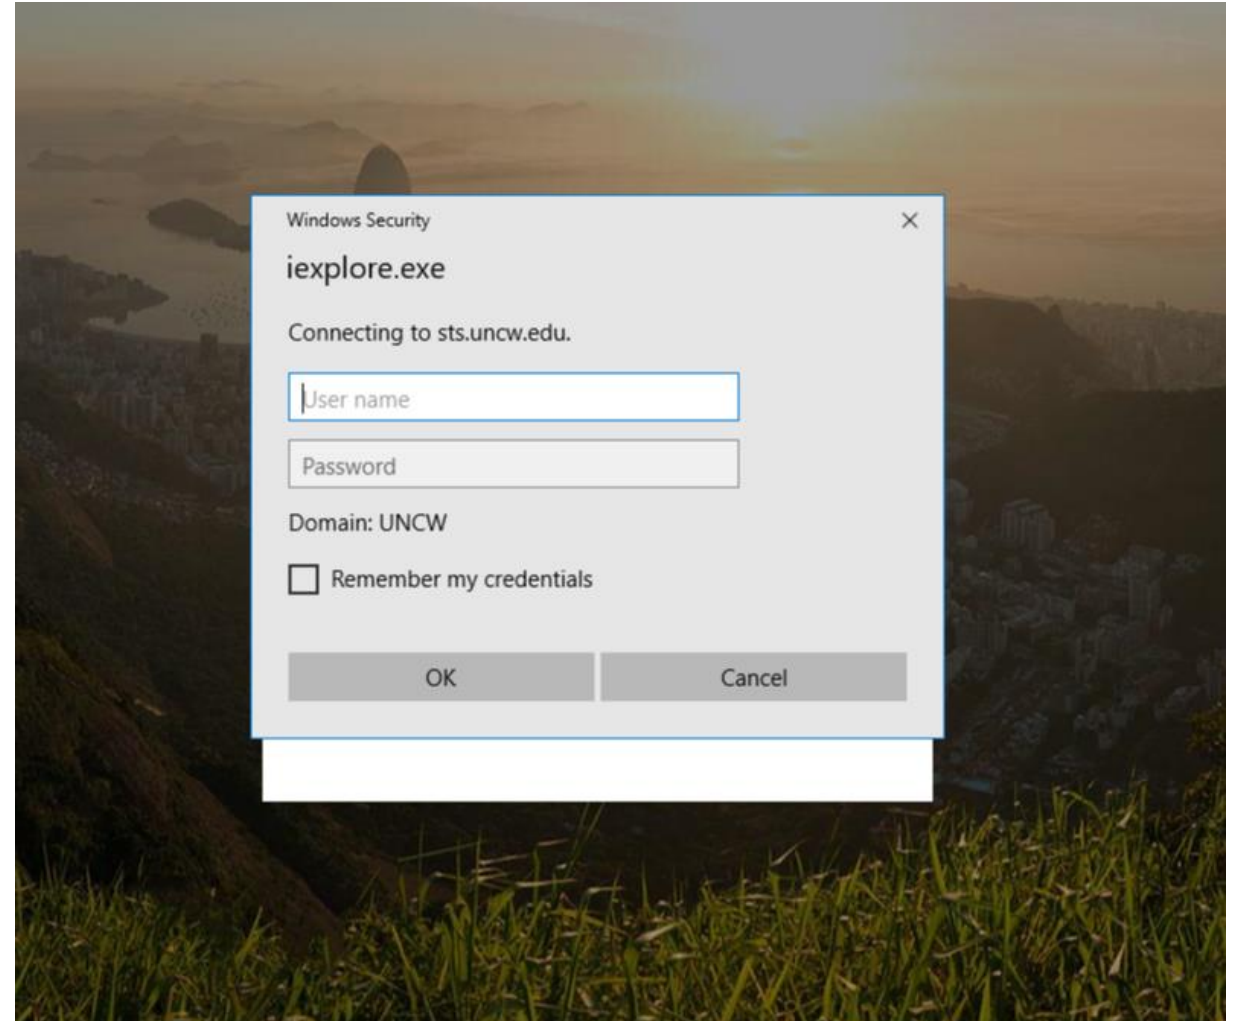 Windows Security
iexplore.exe
Connecting to sts.uncw.edu.
User name
Password
Domain: UNCW
Remember my credentials
OK
Cancel